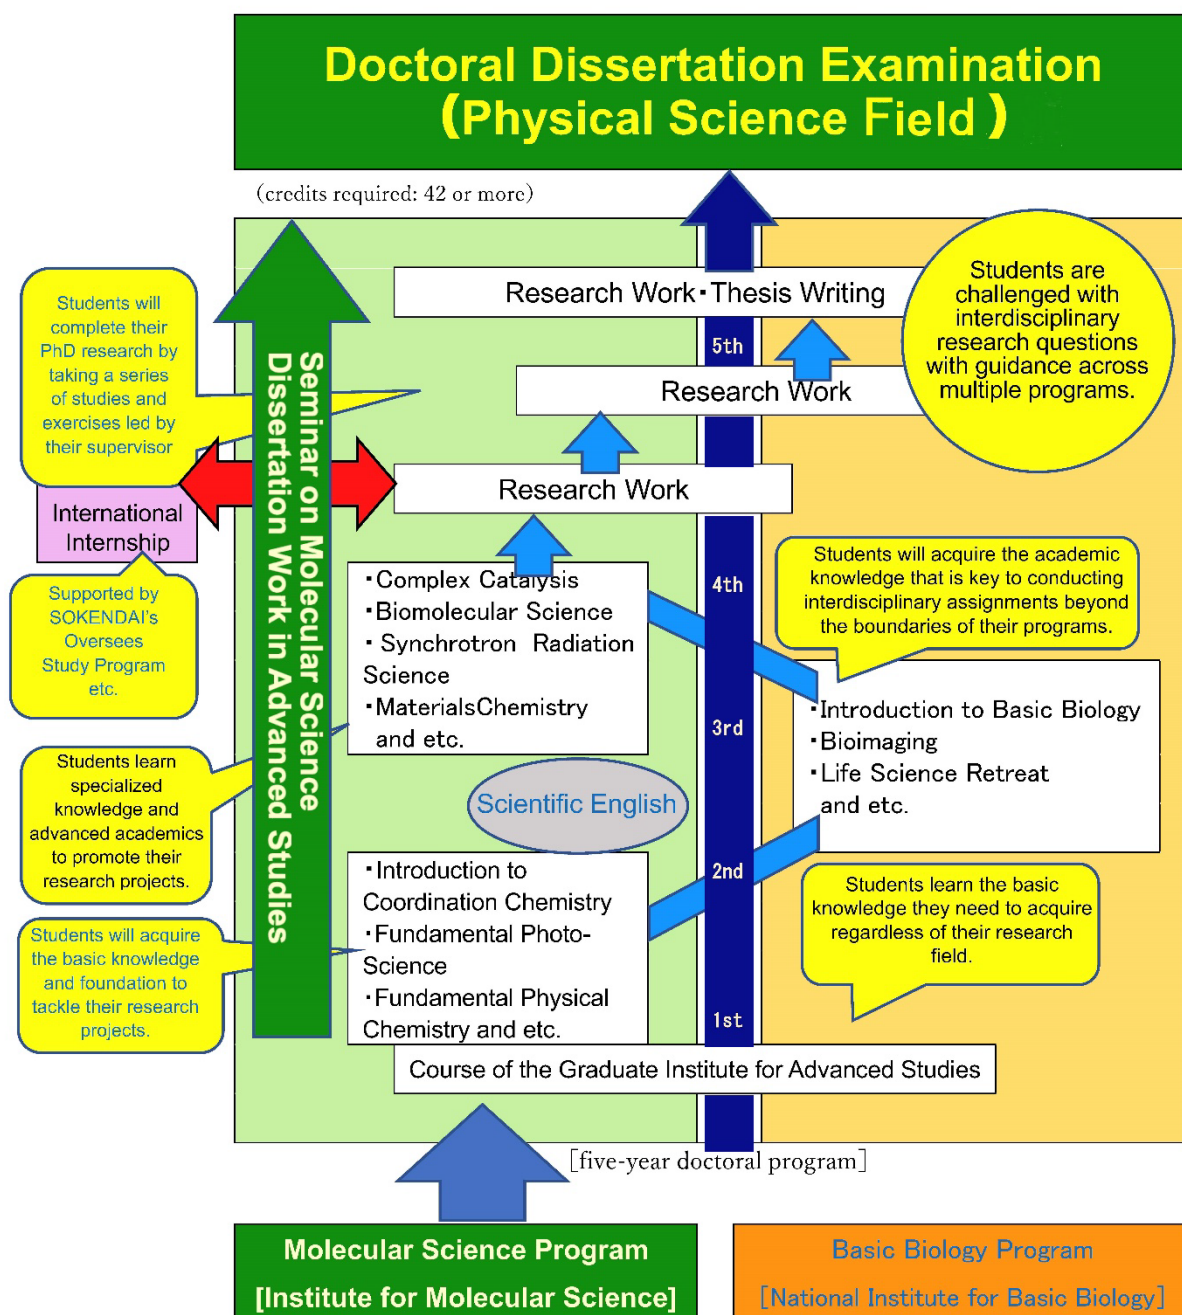 Doctoral Dissertation Examination
(Physical Science Field )
(credits required: 42 or more)
Students will
complete their
PhD research by
taking a series
of studies and
exercises led by
their supervisor
International
Internship
Supported by
SOKENDAI's
Oversees
Study Program
etc.
Students learn
specialized
knowledge and
advanced academics
to promote their
research projects.
Students will acquire
the basic knowledge
and foundation to
tackle their research
projects.
Seminar on Molecular Science
Dissertation Work in Advanced Studies
Research Work・Thesis Writing
Students are
challenged with
interdisciplinary
research questions
with guidance across
multiple programs.
5th
Research Work
Research Work
4th
・Complex Catalysis
・Biomolecular Science
・Synchrotron Radiation
Science
・MaterialsChemistry
and etc.
Students will acquire the academic
knowledge that is key to conducting
interdisciplinary assignments beyond
the boundaries of their programs.
3rd
・Introduction to Basic Biology
・Bioimaging
・Life Science Retreat
and etc.
Scientific English
2nd
・Introduction to
Coordination Chemistry
・Fundamental Photo-
Science
・Fundamental Physical
Chemistry and etc.
Students learn the basic
knowledge they need to acquire
regardless of their research
field.
1st
Course of the Graduate Institute for Advanced Studies
[five-year doctoral program]
Molecular Science Program
[Institute for Molecular Science]
Basic Biology Program
[National Institute for Basic Biology]